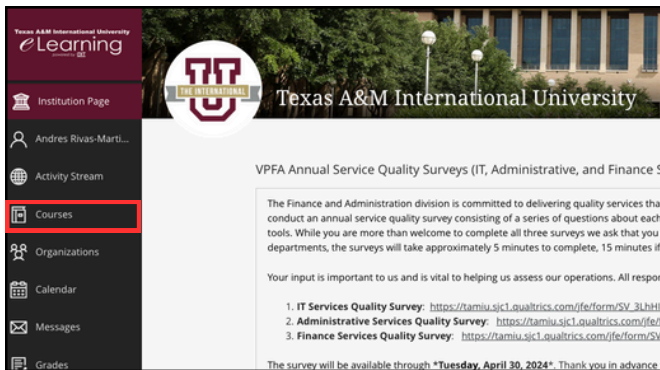 Texas A&M International University
eLearning
Institution Page
Andres Rivas-Marti...
Activity Stream
Courses
Organizations
Calendar
Messages
Grades
THE INTERNATIONAL
Texas A&M International University
VPFA Annual Service Quality Surveys (IT, Administrative, and Finance S
The Finance and Administration division is committed to delivering quality services tha
conduct an annual service quality survey consisting of a series of questions about each
tools. While you are more than welcome to complete all three surveys we ask that you
departments, the surveys will take approximately 5 minutes to complete, 15 minutes if
Your input is important to us and is vital to helping us assess our operations. All respon
1. IT Services Quality Survey: https://tamiu.sjc1.qualtrics.com/jfe/form/SV_3LhHI
2. Administrative Services Quality Survey: https://tamiu.sjc1.qualtrics.com/jfe/
3. Finance Services Quality Survey: https://tamiu.sjc1.qualtrics.com/jfe/form/SV
The survey will be available through *Tuesday, April 30, 2024*. Thank you in advance